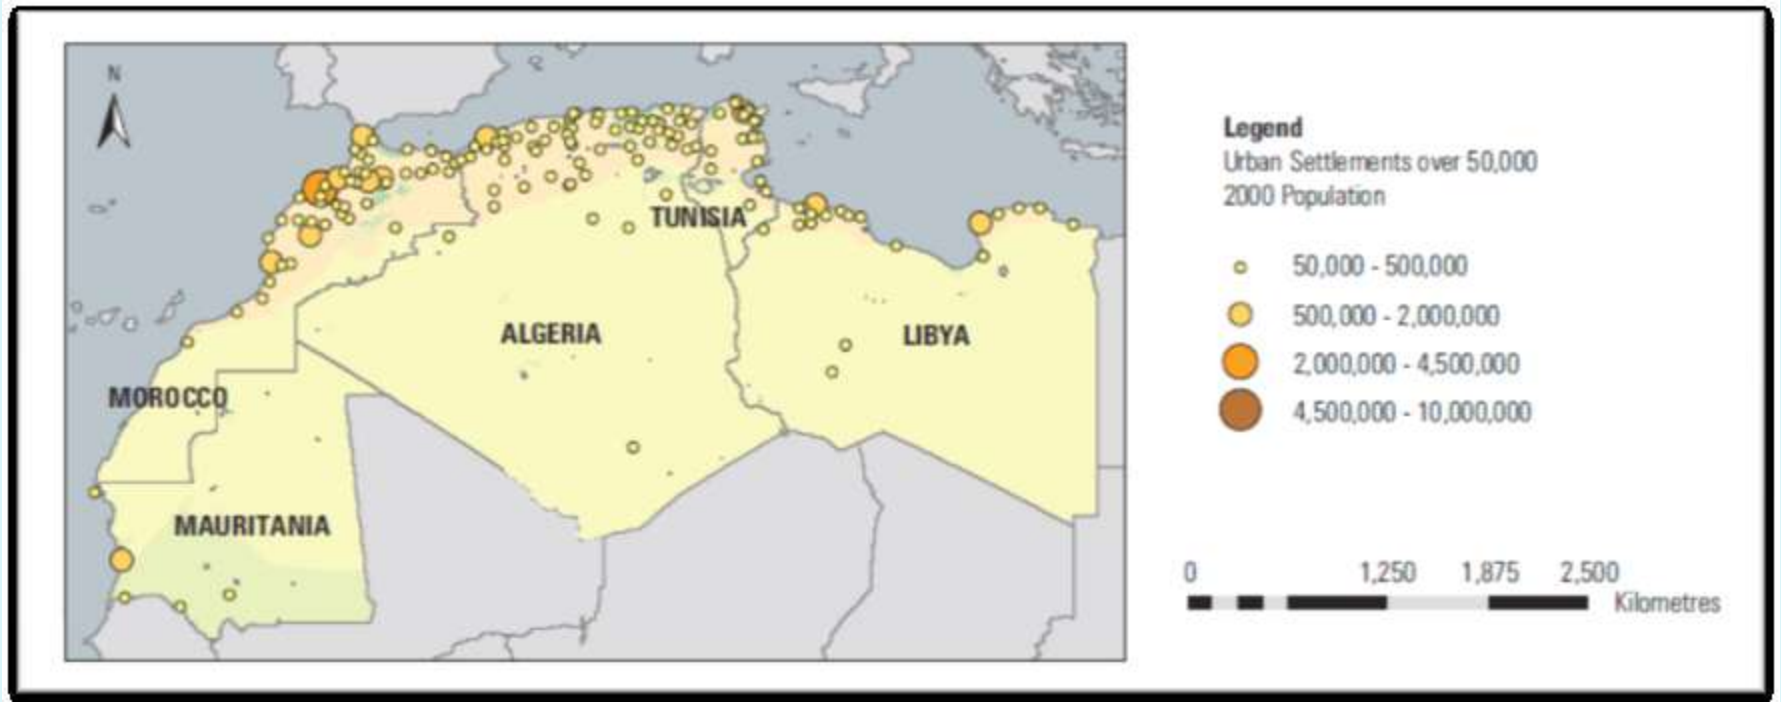 N
TUNISIA
ALGERIA
LIBYA
MOROCCO
MAURITANIA
Legend
Urban Settlements over 50,000
2000 Population
50,000 - 500,000
500,000 - 2,000,000
2,000,000 - 4,500,000
4,500,000 - 10,000,000
0 1,250 1,875 2,500
Kilometres